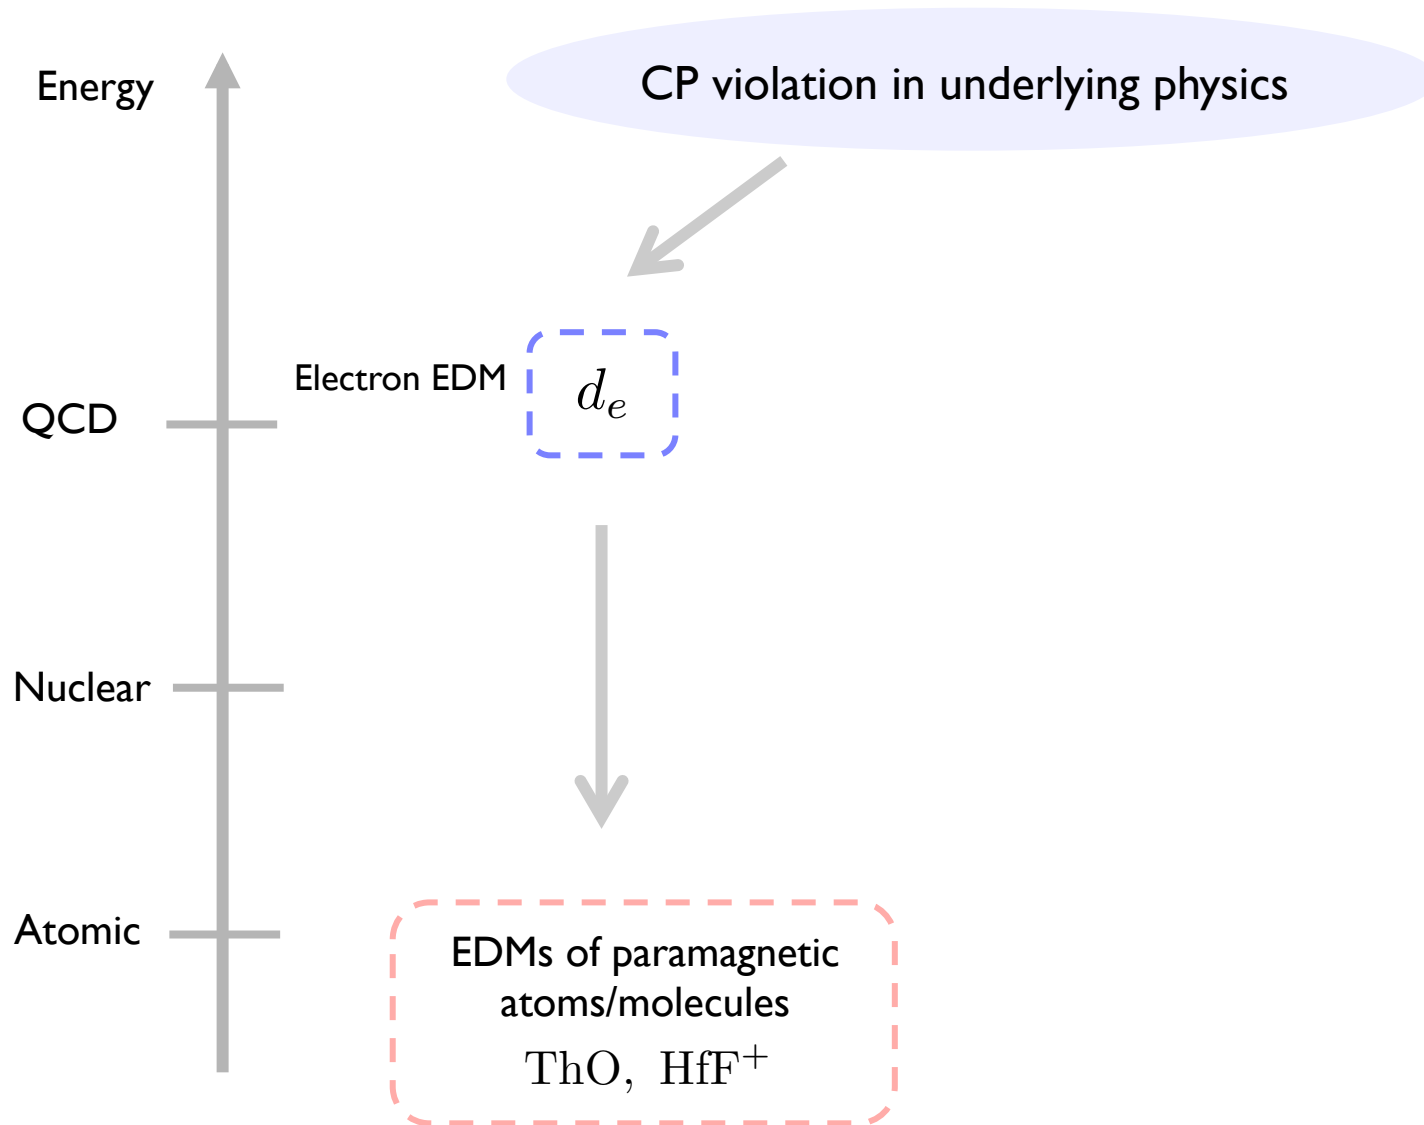 Energy
CP violation in underlying physics
Electron EDM
d_e
QCD
Nuclear
Atomic
EDMs of paramagnetic
atoms/molecules
ThO, HfF⁺